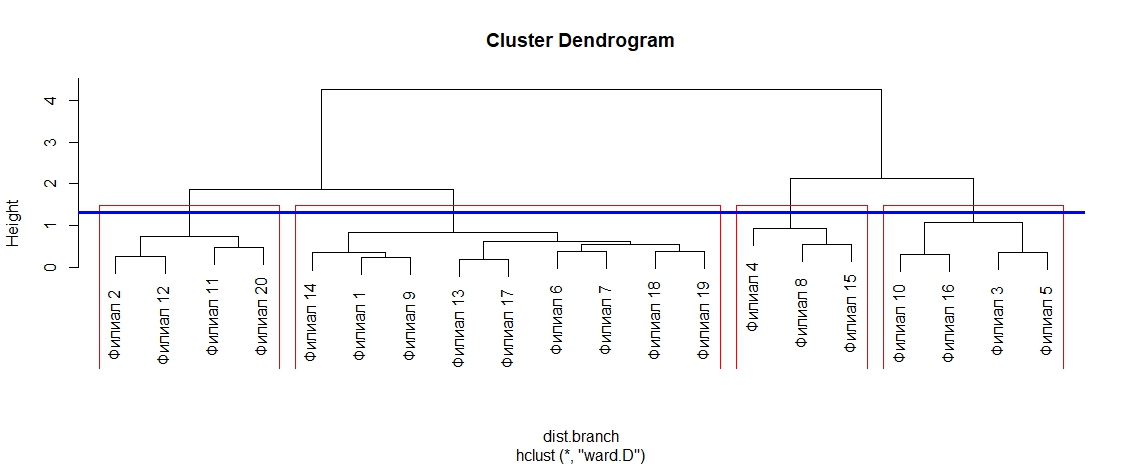 Cluster Dendrogram
Height
0
1
2
3
4
Филиал 2
Филиал 12
Филиал 11
Филиал 20
Филиал 14
Филиал 1
Филиал 9
Филиал 13
Филиал 17
Филиал 6
Филиал 7
Филиал 18
Филиал 19
Филиал 4
Филиал 8
Филиал 15
Филиал 10
Филиал 16
Филиал 3
Филиал 5
dist.branch
hclust (*, "ward.D")